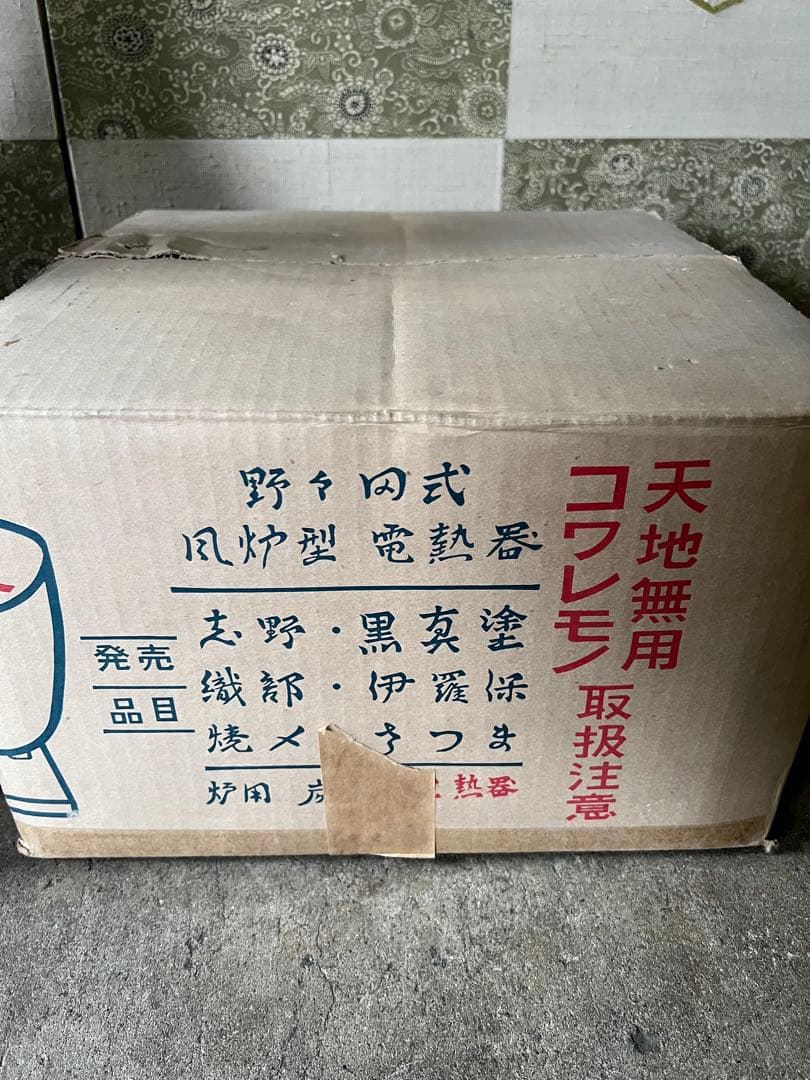 野々田式
風炉型 電熱器
発売
品目
志野・黒真塗
織部・伊羅保
焼〆 さつま
炉用 炭 熱器
天地無用
コワレモノ
取扱注意